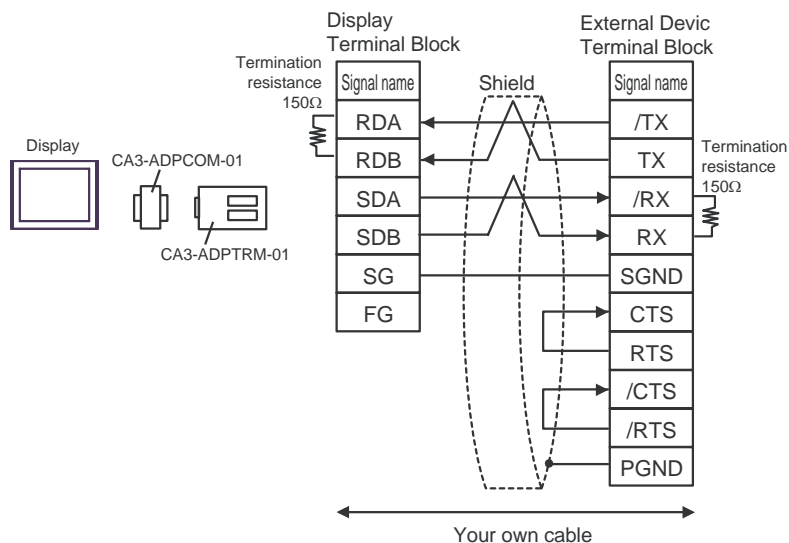 Display
Terminal Block
External Devic
Terminal Block
Termination
resistance
150Ω
Signal name
Shield
Signal name
RDA
/TX
RDB
TX
Termination
resistance
150Ω
Display
CA3-ADPCOM-01
SDA
/RX
SDB
RX
CA3-ADPTRM-01
SG
SGND
FG
CTS
RTS
/CTS
/RTS
PGND
Your own cable